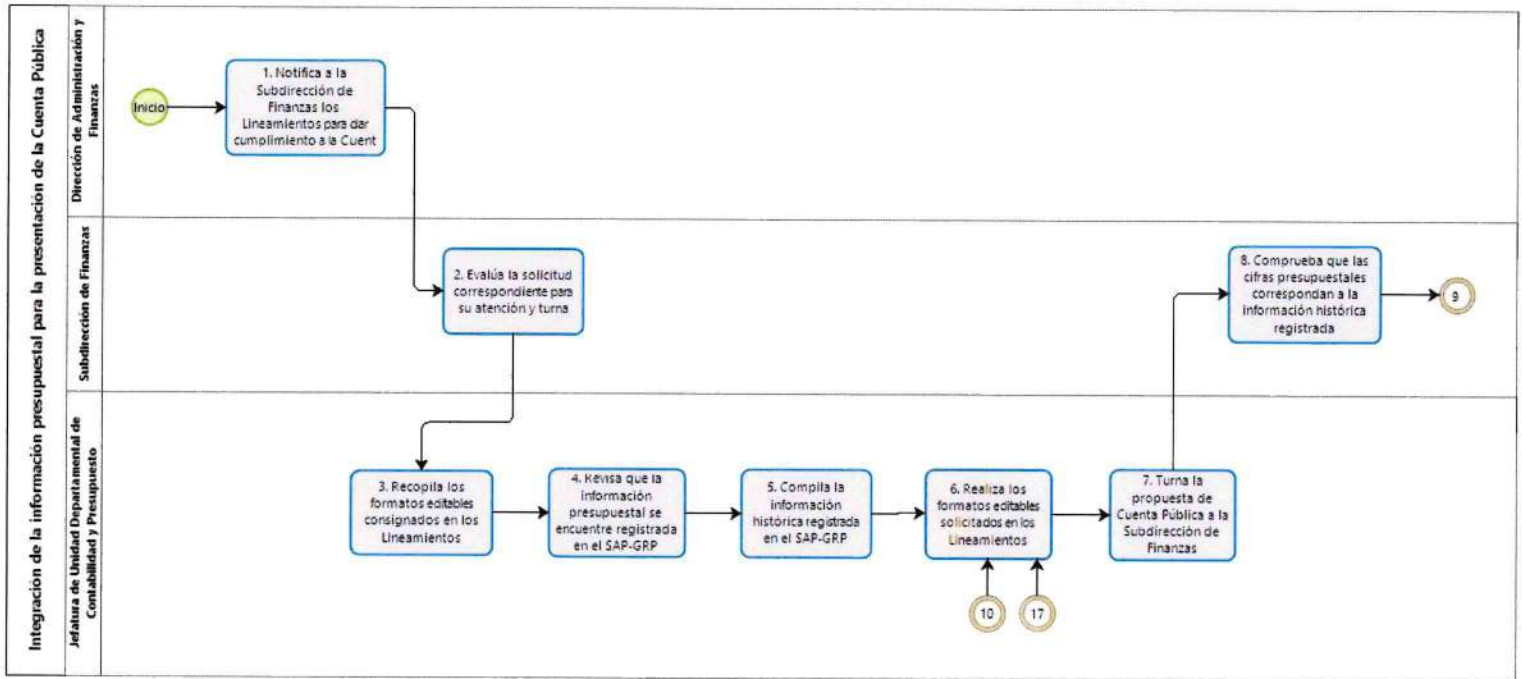 Integración de la información presupuestal para la presentación de la Cuenta Pública
Dirección de Administración y
Finanzas
Inicio
1. Notifica a la
Subdirección de
Finanzas los
Lineamientos para dar
cumplimiento a la Cuent
Subdirección de Finanzas
2. Evalúa la solicitud
correspondiente para
su atención y turna
8. Comprueba que las
cifras presupuestales
correspondan a la
información histórica
registrada
9
Jefatura de Unidad Departamental de
Contabilidad y Presupuesto
3. Recopila los
formatos editables
consignados en los
Lineamientos
4. Revisa que la
información
presupuestal se
encuentre registrada
en el SAP-GRP
5. Compila la
información
histórica registrada
en el SAP-GRP
6. Realiza los
formatos editables
solicitados en los
Lineamientos
7. Turna la
propuesta de
Cuenta Pública a la
Subdirección de
Finanzas
10
17